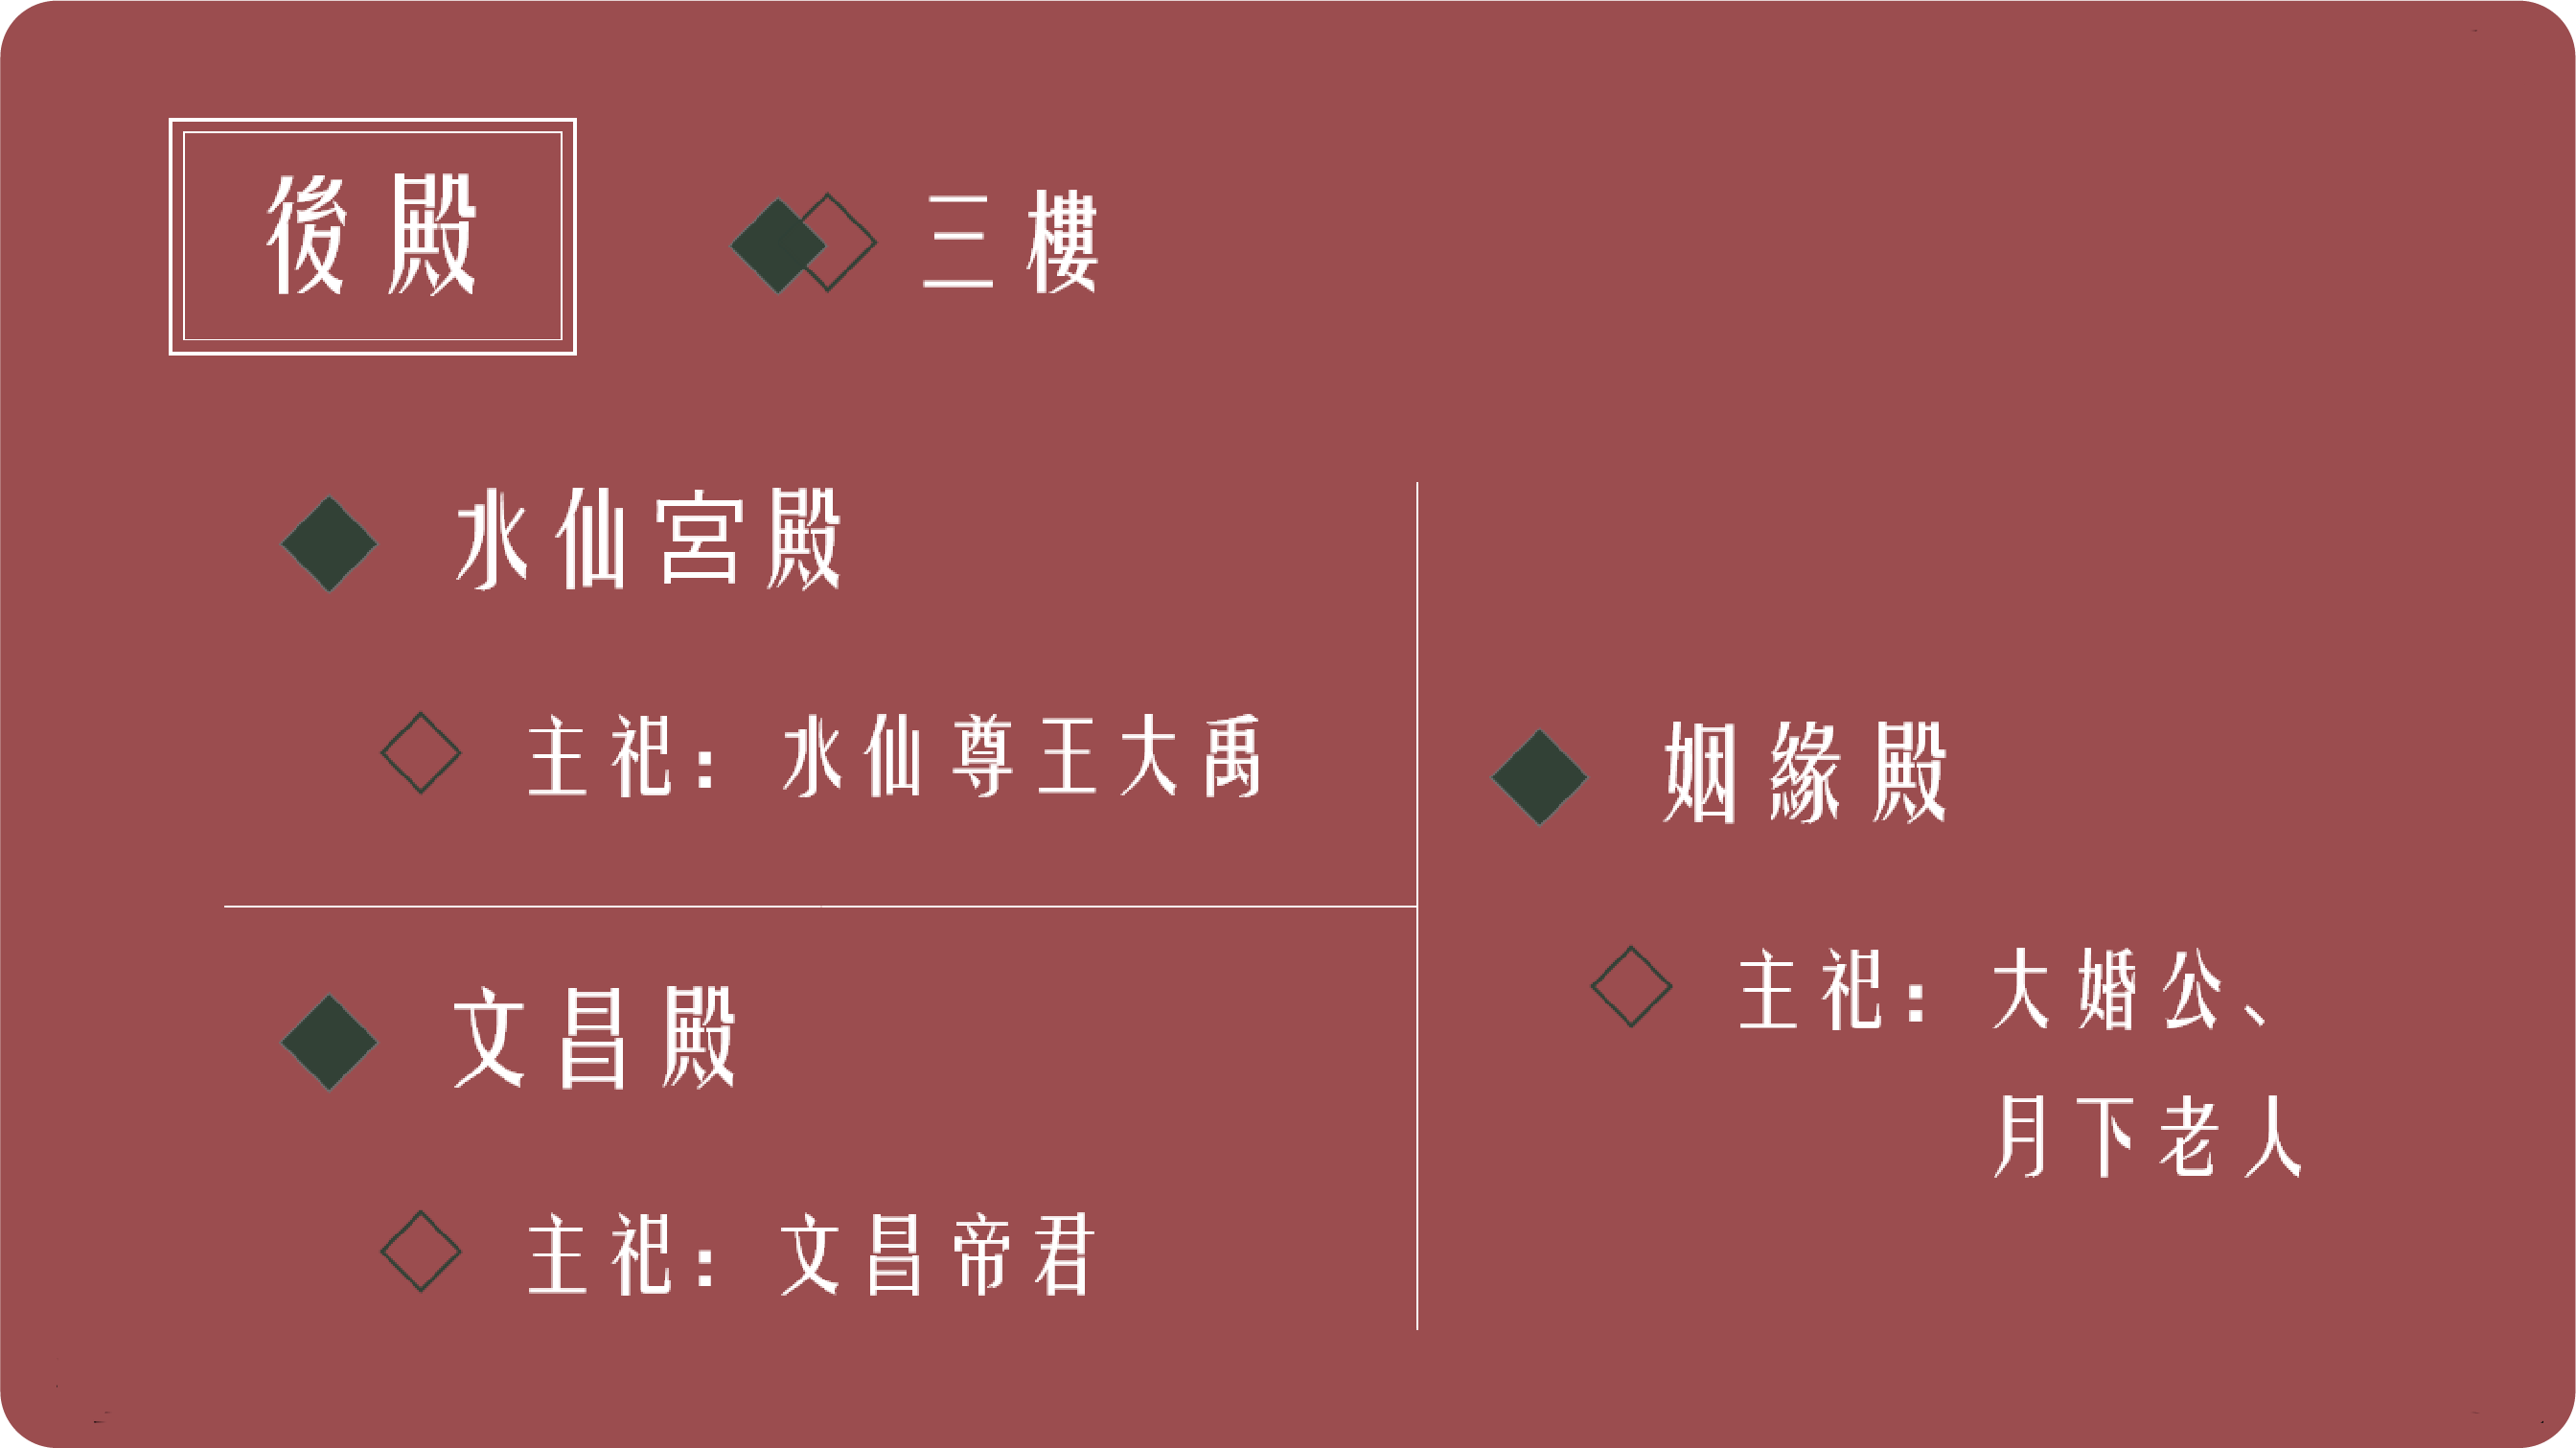 後殿
三樓
水仙宮殿
主祀：水仙尊王大禹
文昌殿
主祀：文昌帝君
姻緣殿
主祀：大婚公、
月下老人